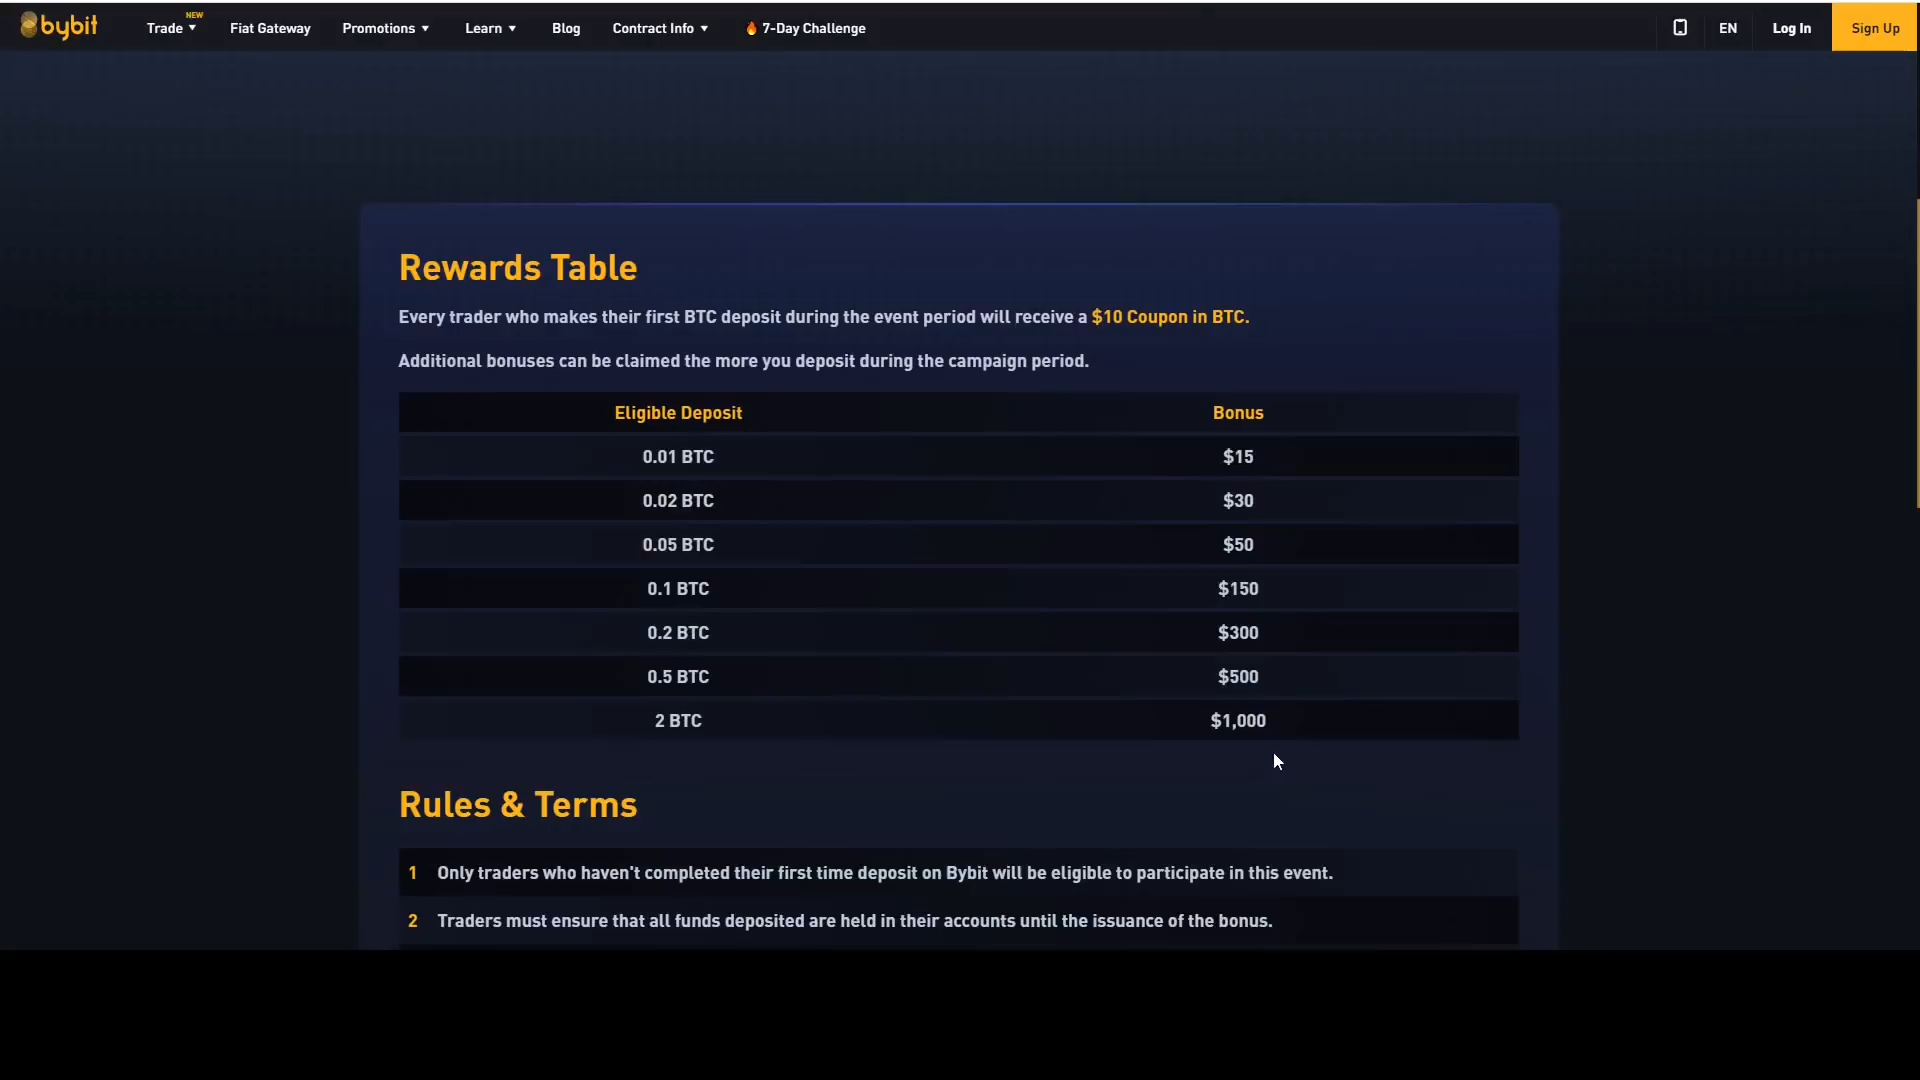 bybit
Trade NEW Fiat Gateway Promotions Learn Blog Contract Info 7-Day Challenge EN Log In Sign Up
Rewards Table
Every trader who makes their first BTC deposit during the event period will receive a $10 Coupon in BTC.
Additional bonuses can be claimed the more you deposit during the campaign period.
Eligible Deposit Bonus
0.01 BTC $15
0.02 BTC $30
0.05 BTC $50
0.1 BTC $150
0.2 BTC $300
0.5 BTC $500
2 BTC $1,000
Rules & Terms
1 Only traders who haven't completed their first time deposit on Bybit will be eligible to participate in this event.
2 Traders must ensure that all funds deposited are held in their accounts until the issuance of the bonus.